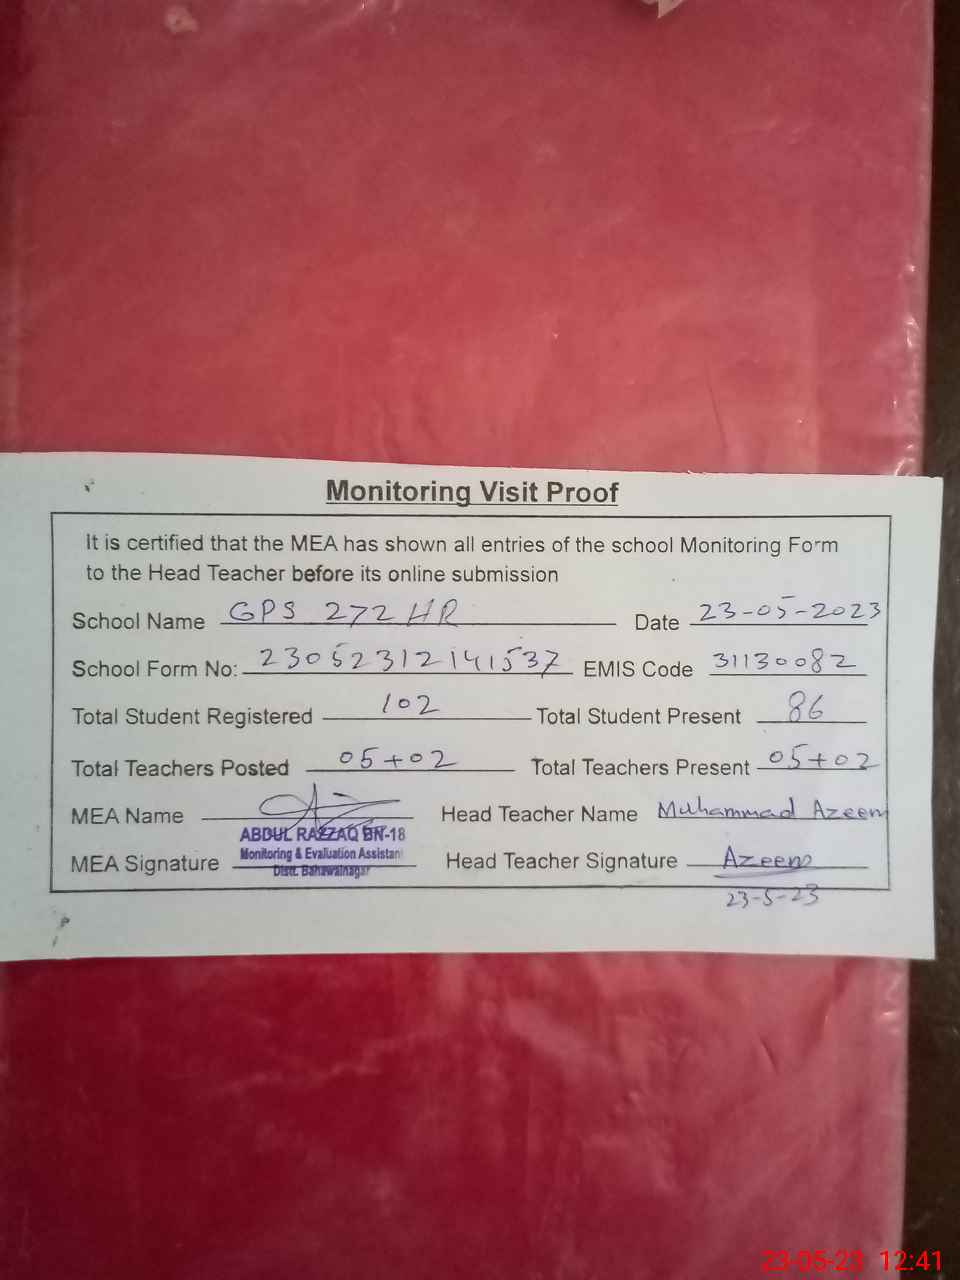 Monitoring Visit Proof
It is certified that the MEA has shown all entries of the school Monitoring Form
to the Head Teacher before its online submission
School Name GPS 272 HR Date 23-05-2023
School Form No: 23052312141537 EMIS Code 31130082
Total Student Registered 102 Total Student Present 86
Total Teachers Posted 05+02 Total Teachers Present 05+02
MEA Name Head Teacher Name Muhammad Azeem
ABDUL RAZZAQ BN-18
Monitoring & Evaluation Assistant
MEA Signature Head Teacher Signature Azeem
Distt. Bahawalnagar
23-5-23
23-05-23 12:41